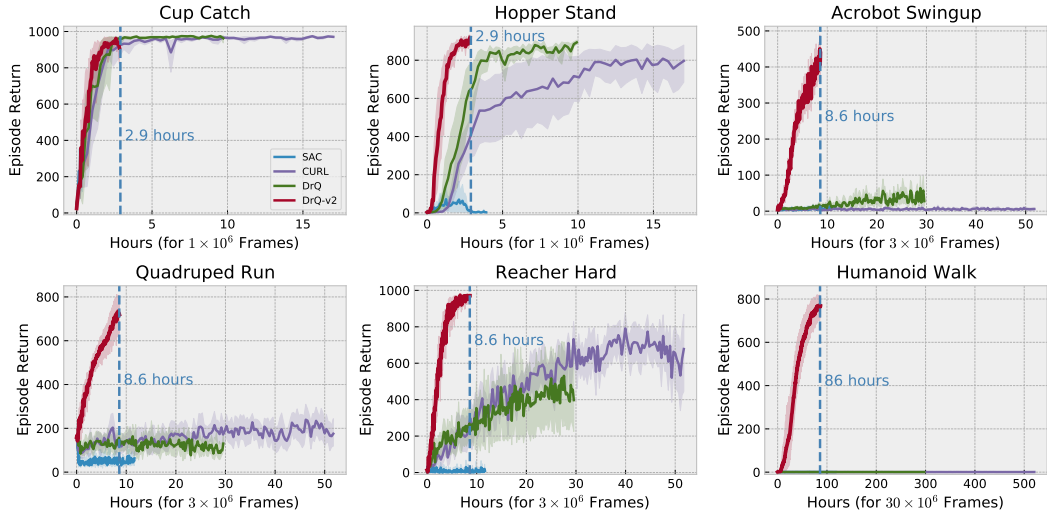 Cup Catch
Episode Return
1000
800
600
400
200
0
2.9 hours
SAC
CURL
DrQ
DrQ-v2
0 5 10 15
Hours (for 1 × 10⁶ Frames)
Hopper Stand
Episode Return
800
600
400
200
0
2.9 hours
0 5 10 15
Hours (for 1 × 10⁶ Frames)
Acrobot Swingup
Episode Return
500
400
300
200
100
0
8.6 hours
0 10 20 30 40 50
Hours (for 3 × 10⁶ Frames)
Quadruped Run
Episode Return
800
600
400
200
0
8.6 hours
0 10 20 30 40 50
Hours (for 3 × 10⁶ Frames)
Reacher Hard
Episode Return
1000
800
600
400
200
0
8.6 hours
0 10 20 30 40 50
Hours (for 3 × 10⁶ Frames)
Humanoid Walk
Episode Return
800
600
400
200
0
86 hours
0 100 200 300 400 500
Hours (for 30 × 10⁶ Frames)